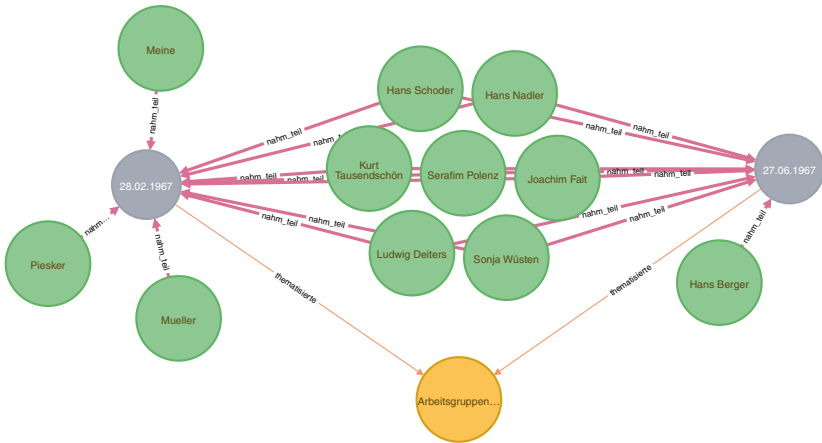 Meine
Hans Schoder
Hans Nadler
nahm_teil
nahm_teil
nahm_teil
nahm_t
nahm_teil
nahm_teil
Kurt
Tausendschön
Serafim Polenz
Joachim Fait
28.02.1967
27.06.1967
nahm_teil
nahm_teil
nahm_teil
nahm_teil
nahm_teil
nahm_teil
nahm_teil
nahm_teil
nahm…
nahm_teil
nahm_teil
Ludwig Deiters
Sonja Wüsten
Piesker
Hans Berger
thematisierte
thematisierte
Mueller
Arbeitsgruppen…